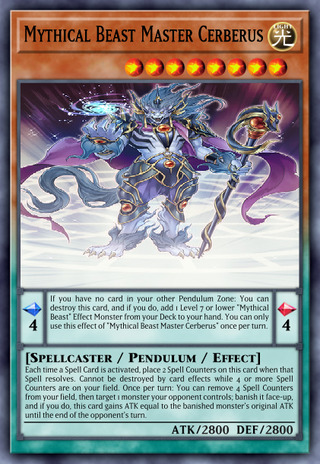 MYTHICAL BEAST MASTER CERBERUS
LIGHT
光
If you have no card in your other Pendulum Zone: You can
destroy this card, and if you do, add 1 Level 7 or lower "Mythical
Beast" Effect Monster from your Deck to your hand. You can only
use this effect of "Mythical Beast Master Cerberus" once per turn.
4
4
[SPELLCASTER / PENDULUM / EFFECT]
Each time a Spell Card is activated, place 2 Spell Counters on this card when that
Spell resolves. Cannot be destroyed by card effects while 4 or more Spell
Counters are on your field. Once per turn: You can remove 4 Spell Counters
from your field, then target 1 monster your opponent controls; banish it face-up,
and if you do, this card gains ATK equal to the banished monster's original ATK
until the end of the opponent's turn.
ATK/2800 DEF/2800